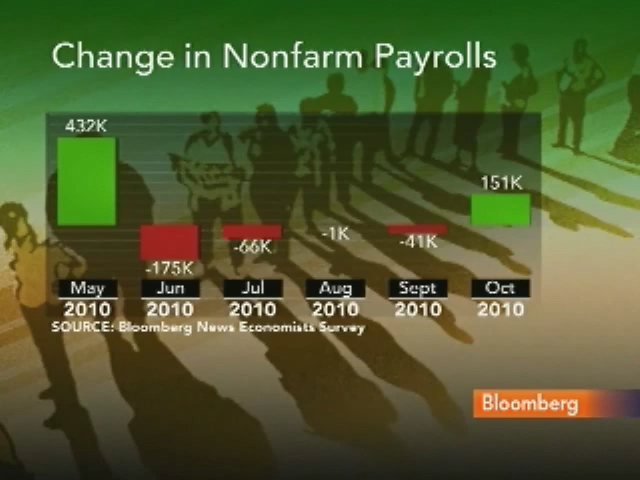 Change in Nonfarm Payrolls
432K
-175K
-66K
-1K
-41K
151K
May Jun Jul Aug Sept Oct
2010 2010 2010 2010 2010 2010
SOURCE: Bloomberg News Economists Survey
Bloomberg